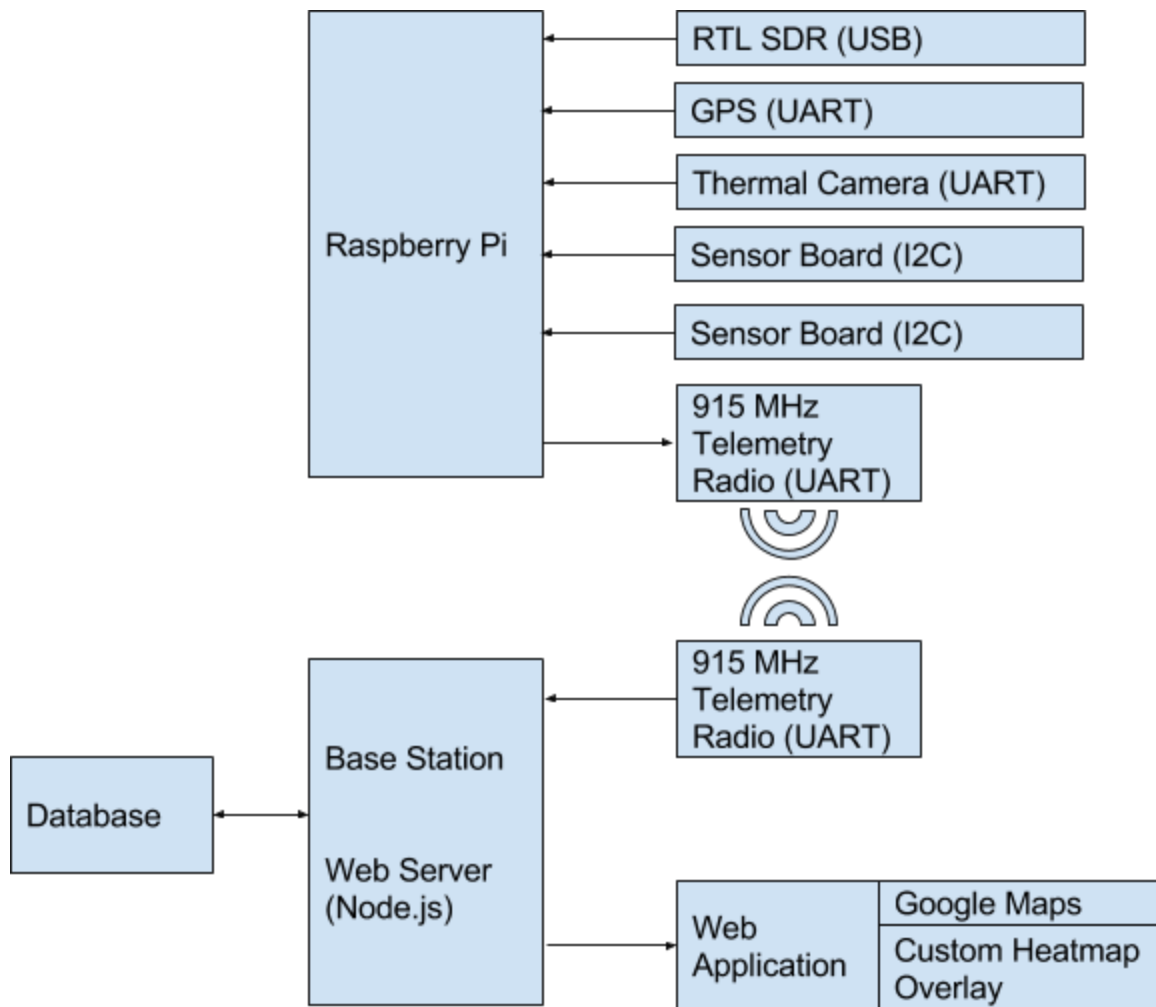 RTL SDR (USB)
GPS (UART)
Thermal Camera (UART)
Raspberry Pi
Sensor Board (I2C)
Sensor Board (I2C)
915 MHz
Telemetry
Radio (UART)
915 MHz
Telemetry
Radio (UART)
Base Station
Database
Web Server
(Node.js)
Web
Application
Google Maps
Custom Heatmap
Overlay